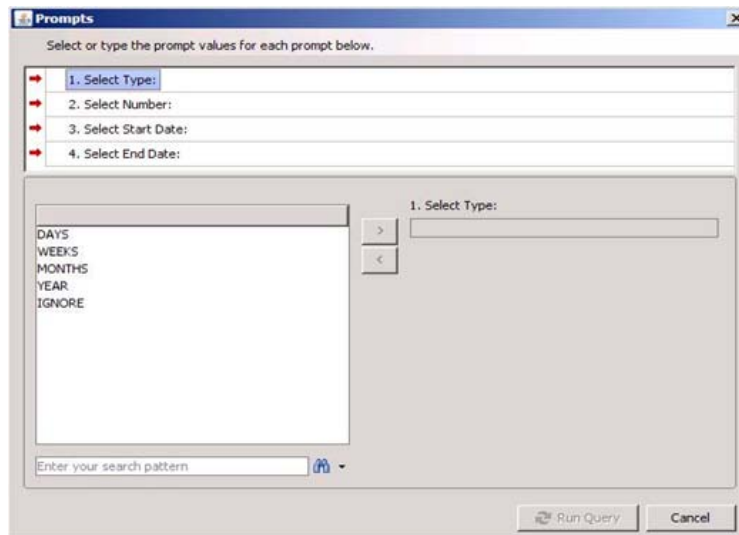 Prompts
Select or type the prompt values for each prompt below.
1. Select Type:
2. Select Number:
3. Select Start Date:
4. Select End Date:
1. Select Type:
>
<
DAYS
WEEKS
MONTHS
YEAR
IGNORE
Enter your search pattern
Run Query
Cancel